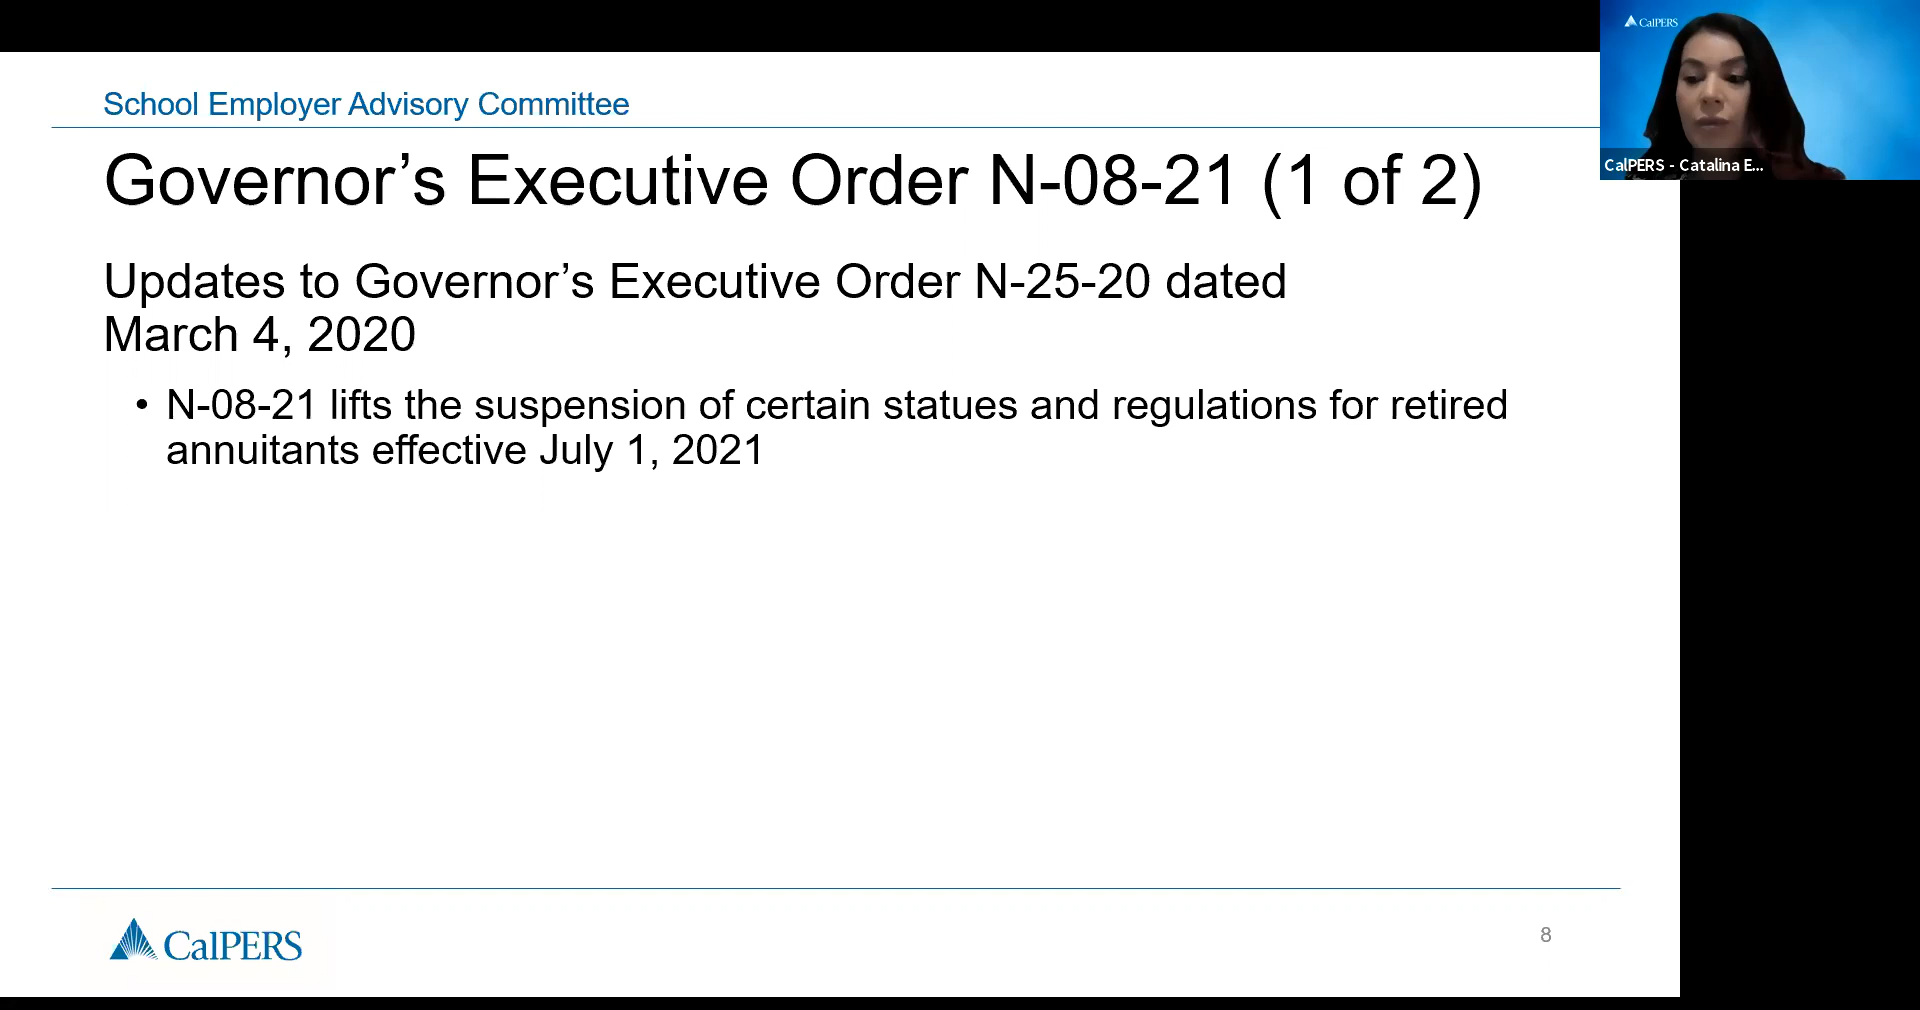 School Employer Advisory Committee
Governor’s Executive Order N-08-21 (1 of 2)
Updates to Governor’s Executive Order N-25-20 dated
March 4, 2020
• N-08-21 lifts the suspension of certain statues and regulations for retired
annuitants effective July 1, 2021
CalPERS
8
CalPERS
CalPERS - Catalina E...